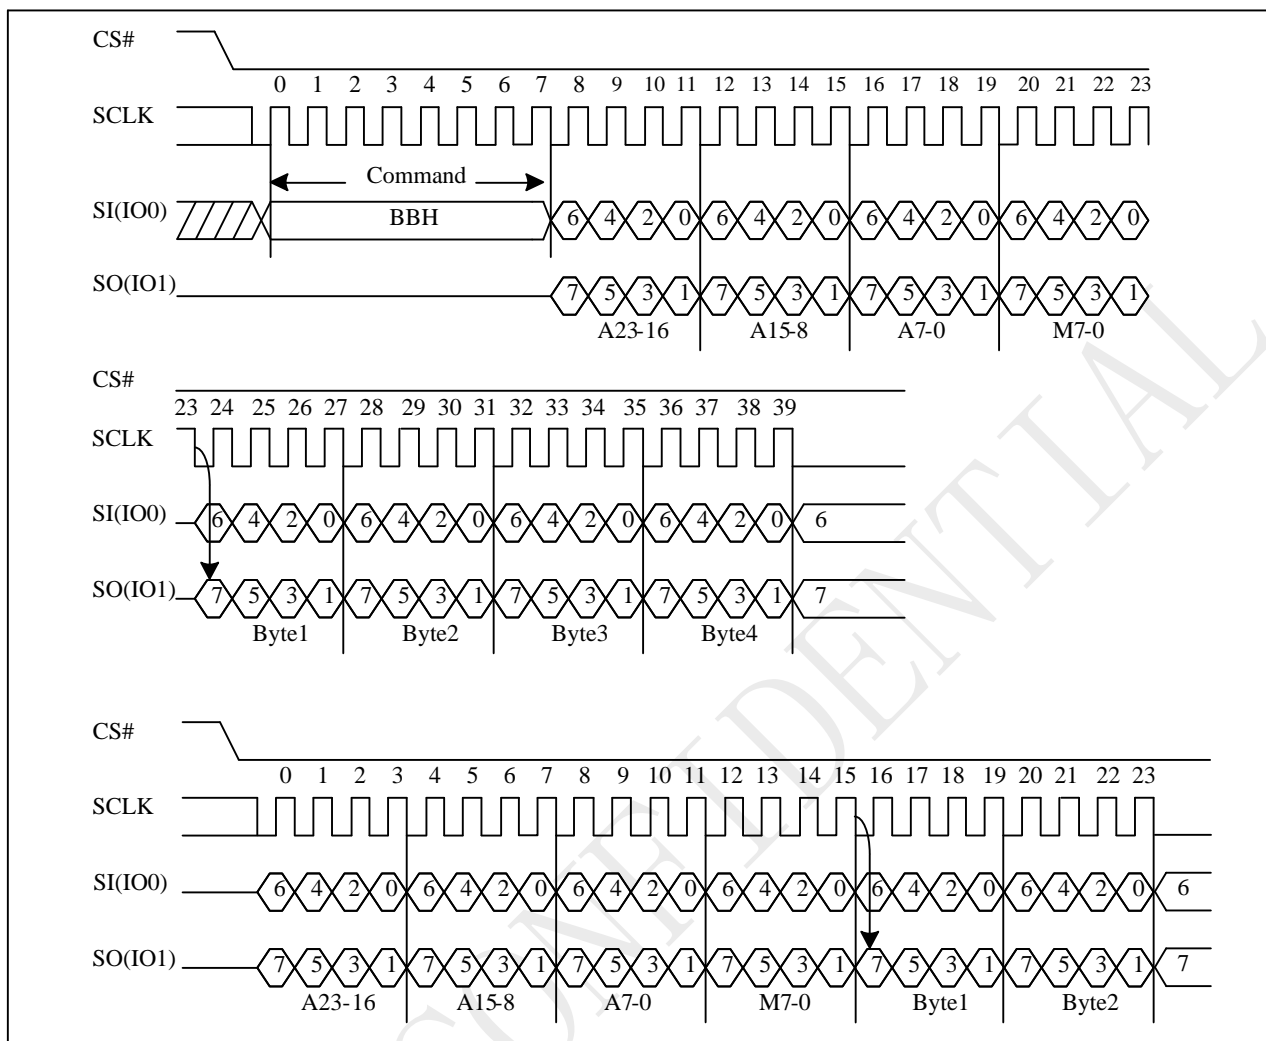 CS#
0 1 2 3 4 5 6 7 8 9 10 11 12 13 14 15 16 17 18 19 20 21 22 23
SCLK
Command
SI(IO0) BBH 6 4 2 0 6 4 2 0 6 4 2 0 6 4 2 0
SO(IO1) 7 5 3 1 7 5 3 1 7 5 3 1 7 5 3 1
A23-16 A15-8 A7-0 M7-0
CS#
23 24 25 26 27 28 29 30 31 32 33 34 35 36 37 38 39
SCLK
SI(IO0) 6 4 2 0 6 4 2 0 6 4 2 0 6 4 2 0 6
SO(IO1) 7 5 3 1 7 5 3 1 7 5 3 1 7 5 3 1 7
Byte1 Byte2 Byte3 Byte4
CS#
0 1 2 3 4 5 6 7 8 9 10 11 12 13 14 15 16 17 18 19 20 21 22 23
SCLK
SI(IO0) 6 4 2 0 6 4 2 0 6 4 2 0 6 4 2 0 6 4 2 0 6 4 2 0 6
SO(IO1) 7 5 3 1 7 5 3 1 7 5 3 1 7 5 3 1 7 5 3 1 7 5 3 1 7
A23-16 A15-8 A7-0 M7-0 Byte1 Byte2
CONFIDENTIAL